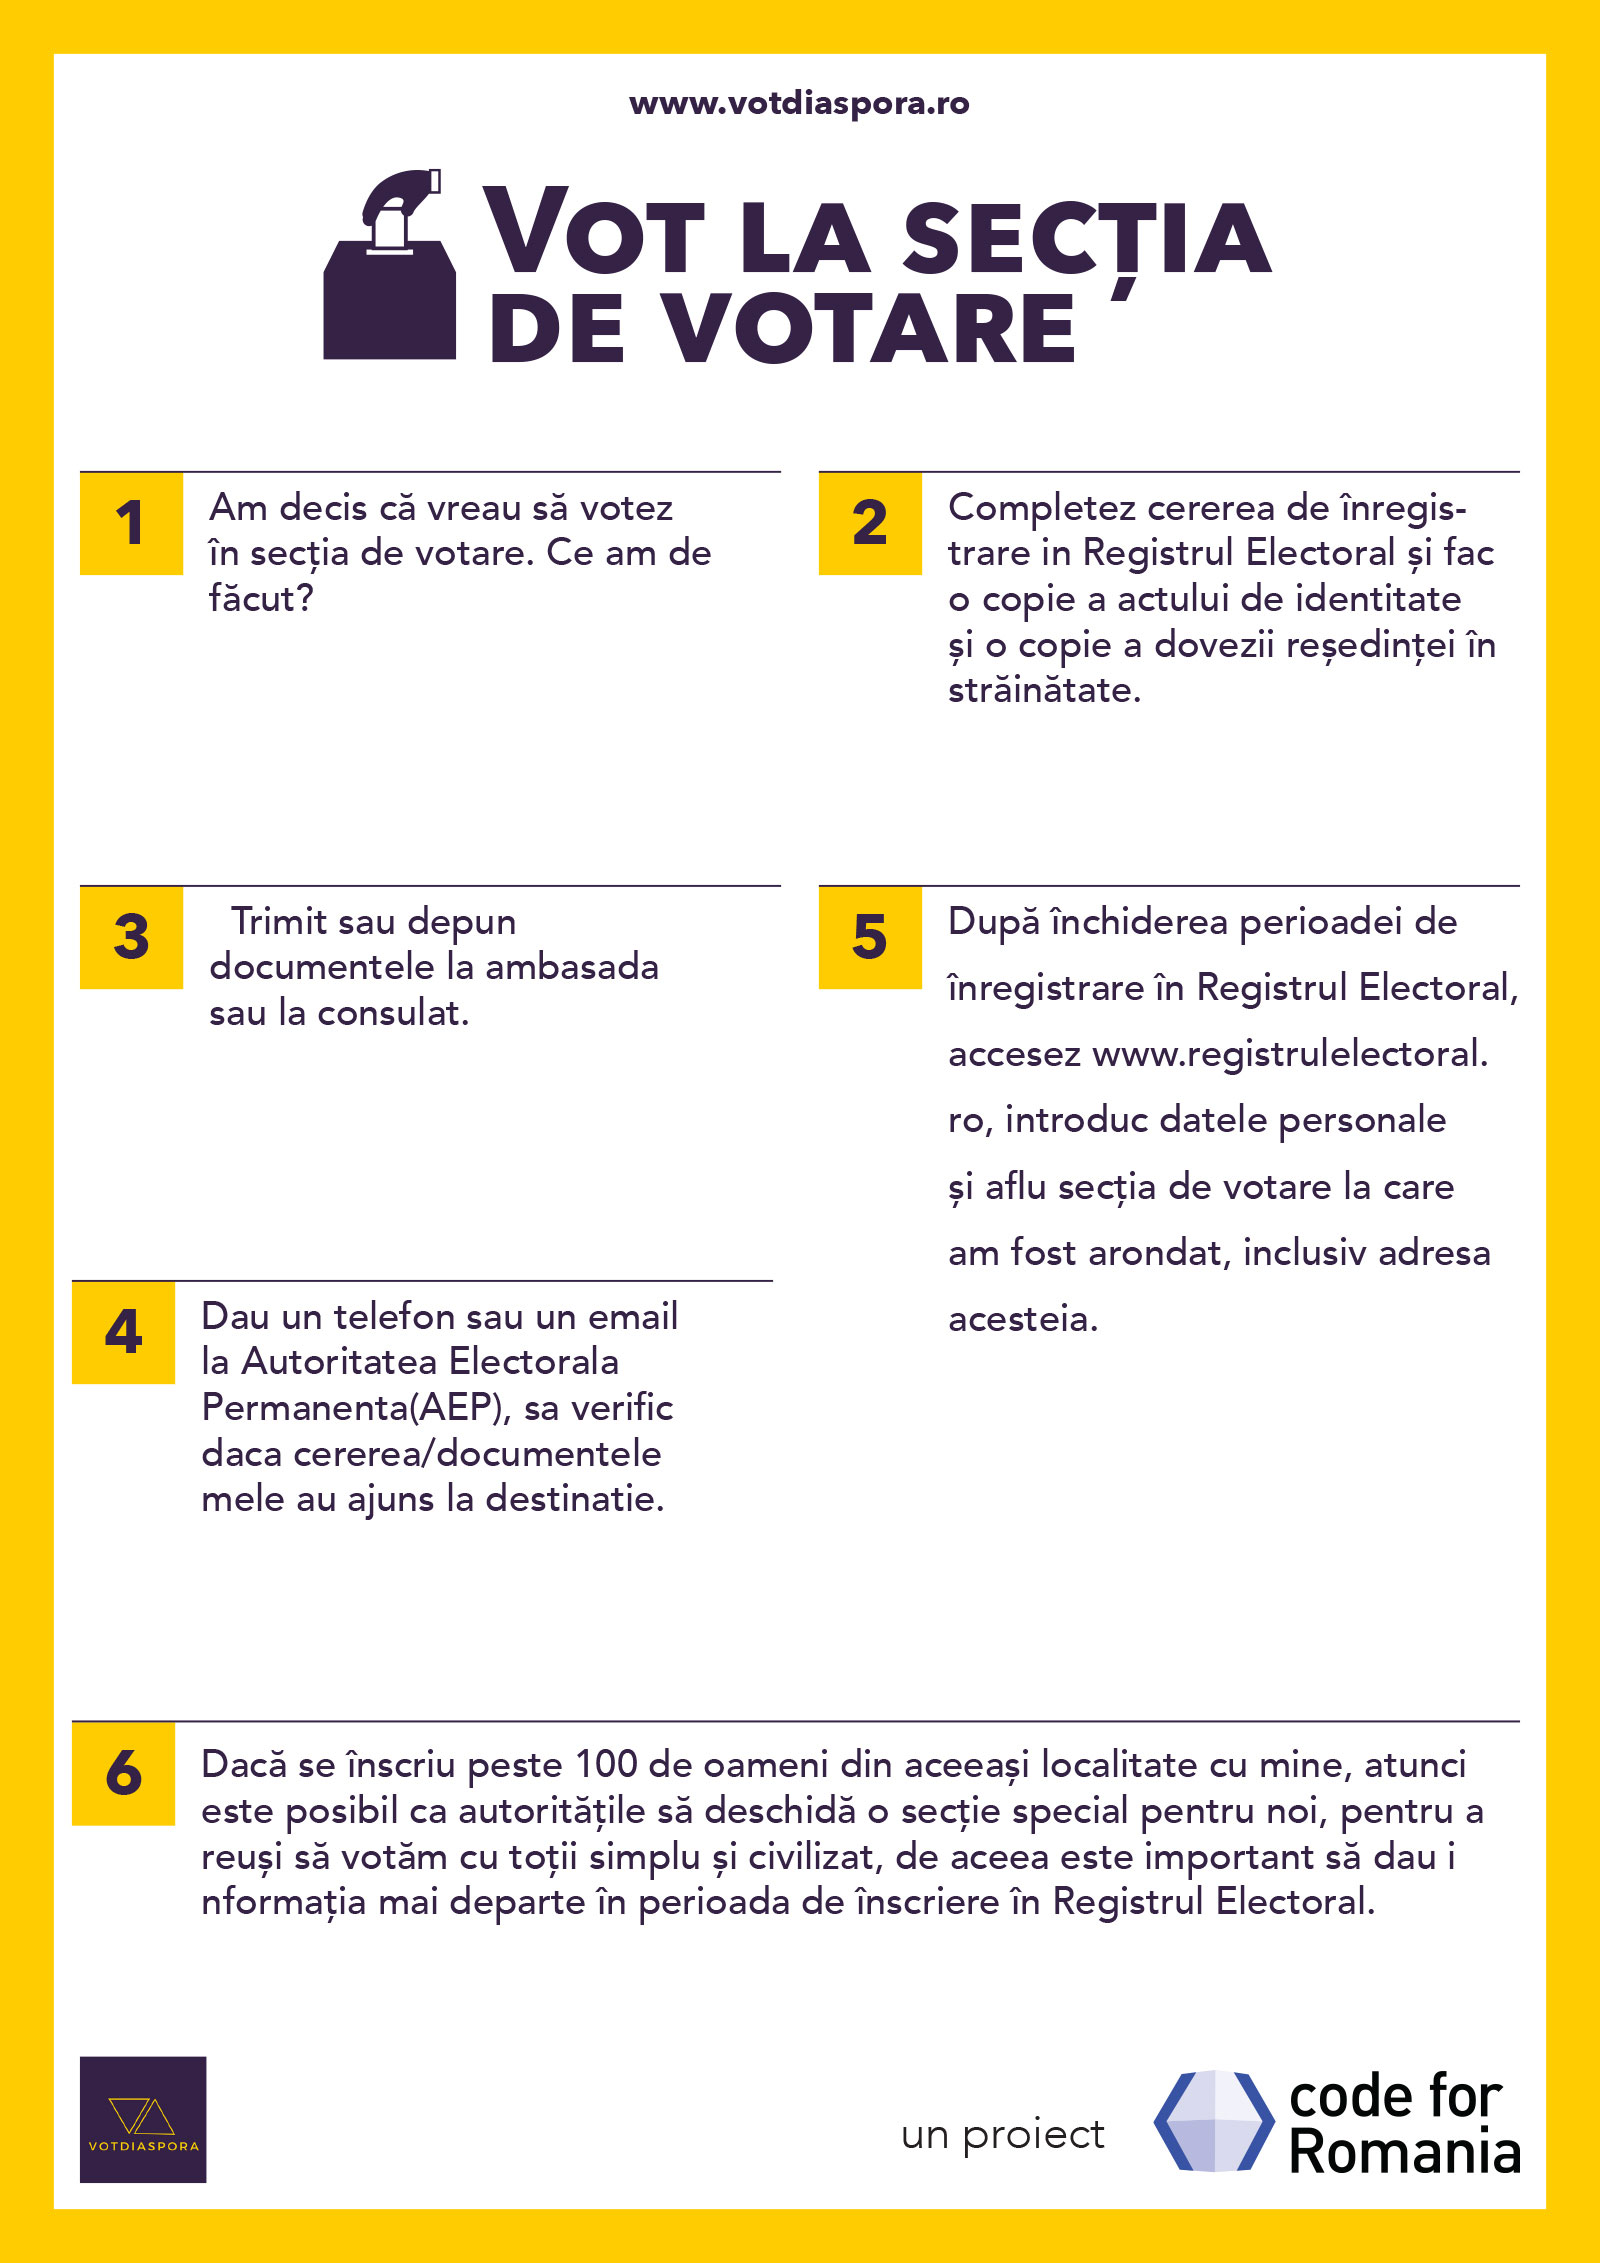 www.votdiaspora.ro
VOT LA SECȚIA
DE VOTARE
1
Am decis că vreau să votez
în secția de votare. Ce am de
făcut?
2
Completez cererea de înregis-
trare in Registrul Electoral și fac
o copie a actului de identitate
și o copie a dovezii reședinței în
străinătate.
3
Trimit sau depun
documentele la ambasada
sau la consulat.
4
Dau un telefon sau un email
la Autoritatea Electorala
Permanenta(AEP), sa verific
daca cererea/documentele
mele au ajuns la destinatie.
5
După închiderea perioadei de
înregistrare în Registrul Electoral,
accesez www.registrulelectoral.
ro, introduc datele personale
și aflu secția de votare la care
am fost arondat, inclusiv adresa
acesteia.
6
Dacă se înscriu peste 100 de oameni din aceeași localitate cu mine, atunci
este posibil ca autoritățile să deschidă o secție special pentru noi, pentru a
reuși să votăm cu toții simplu și civilizat, de aceea este important să dau i
nformația mai departe în perioada de înscriere în Registrul Electoral.
VOTDIASPORA
un proiect
code for
Romania